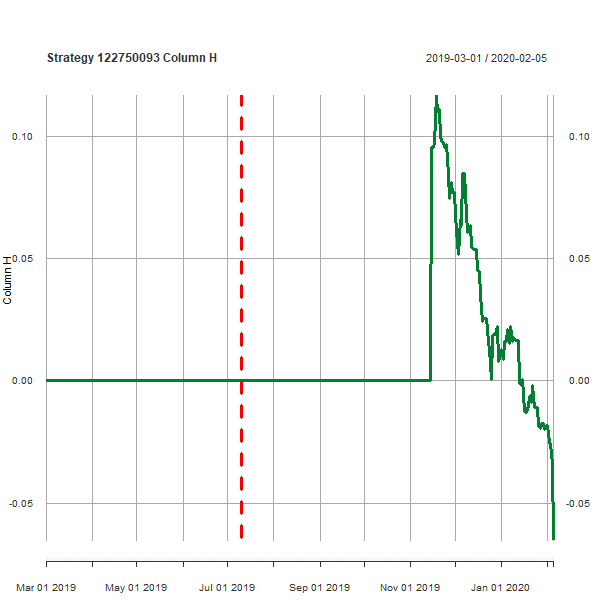 Strategy 122750093 Column H
2019-03-01 / 2020-02-05
0.10
0.10
0.05
0.05
Column H
0.00
0.00
-0.05
-0.05
Mar 01 2019
May 01 2019
Jul 01 2019
Sep 01 2019
Nov 01 2019
Jan 01 2020